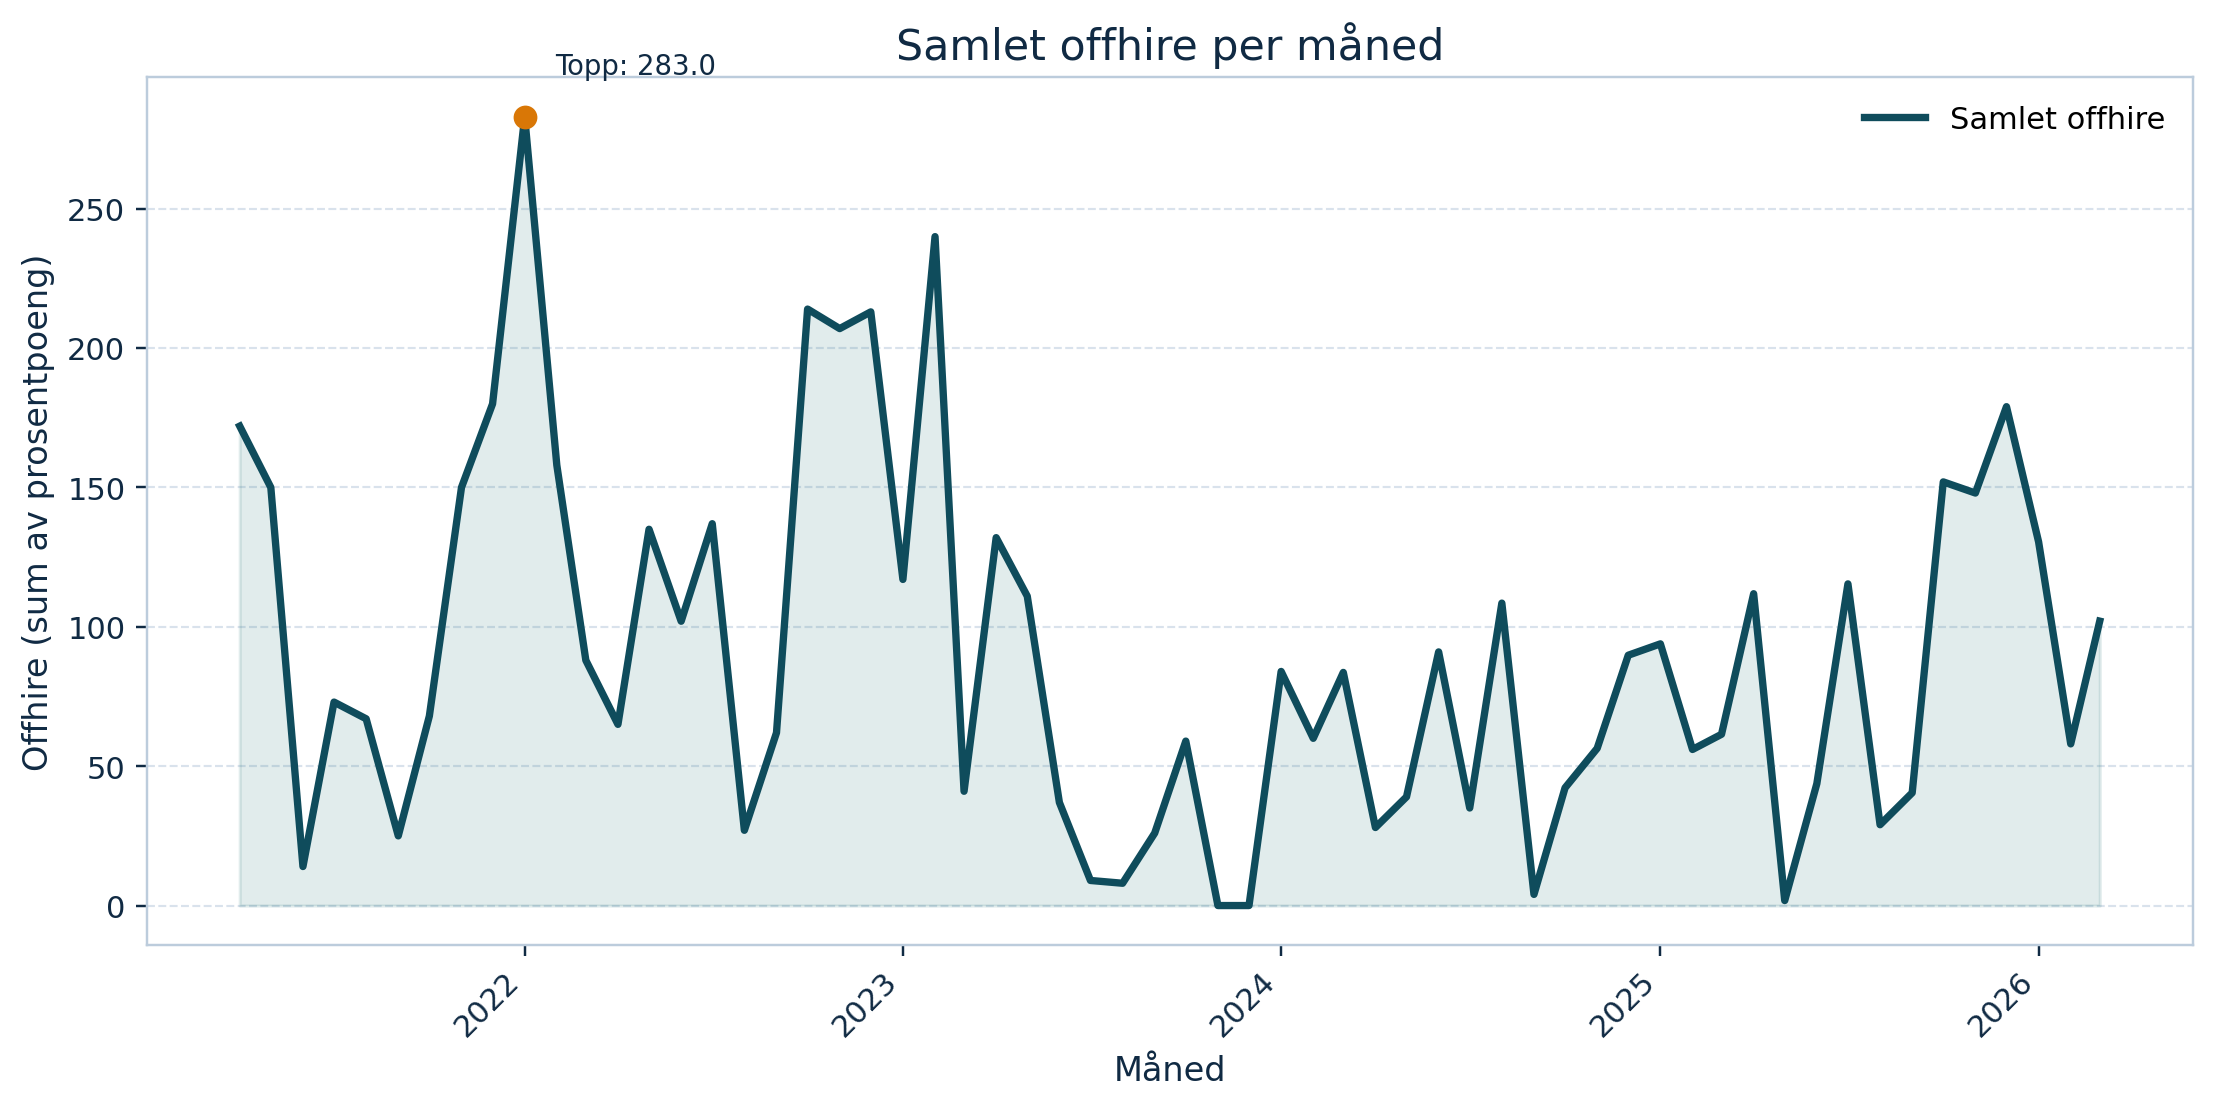 Samlet offhire per måned
Topp: 283.0
Samlet offhire
Offhire (sum av prosentpoeng)
250
200
150
100
50
0
2022
2023
2024
2025
2026
Måned